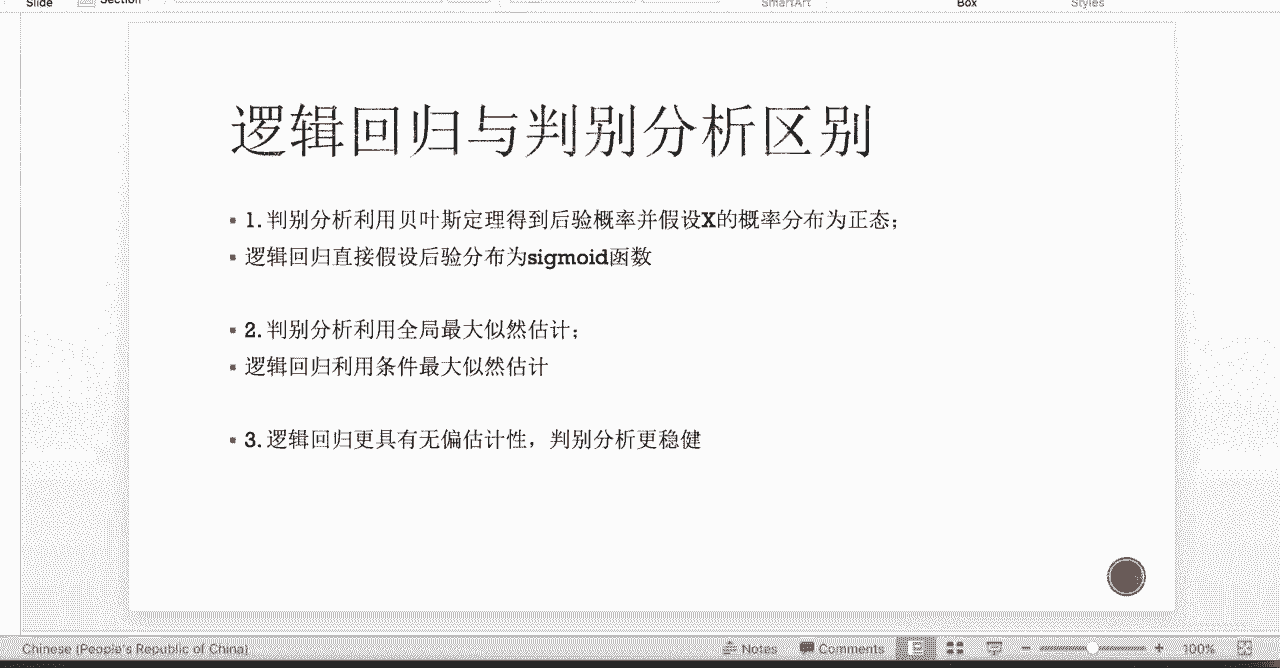 Slide
Section
SmartArt
Box
Styles
逻辑回归与判别分析区别
1. 判别分析利用贝叶斯定理得到后验概率并假设X的概率分布为正态;
逻辑回归直接假设后验分布为sigmoid函数
2. 判别分析利用全局最大似然估计;
逻辑回归利用条件最大似然估计
3. 逻辑回归更具有无偏估计性，判别分析更稳健
Chinese (People's Republic of China)
Notes
Comments
100%